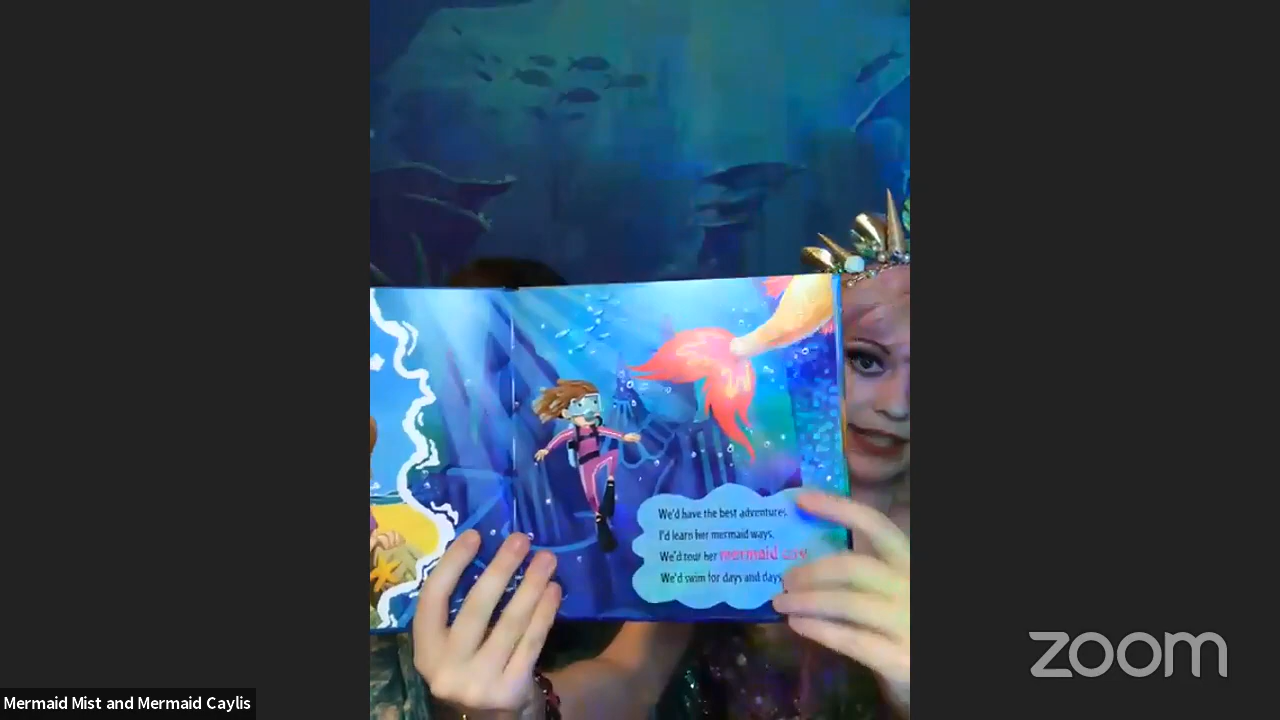 We'd have the best adventures.
I'd learn her mermaid ways.
We'd tour her mermaid
We'd swim for days and days.
zoom
Mermaid Mist and Mermaid Caylis